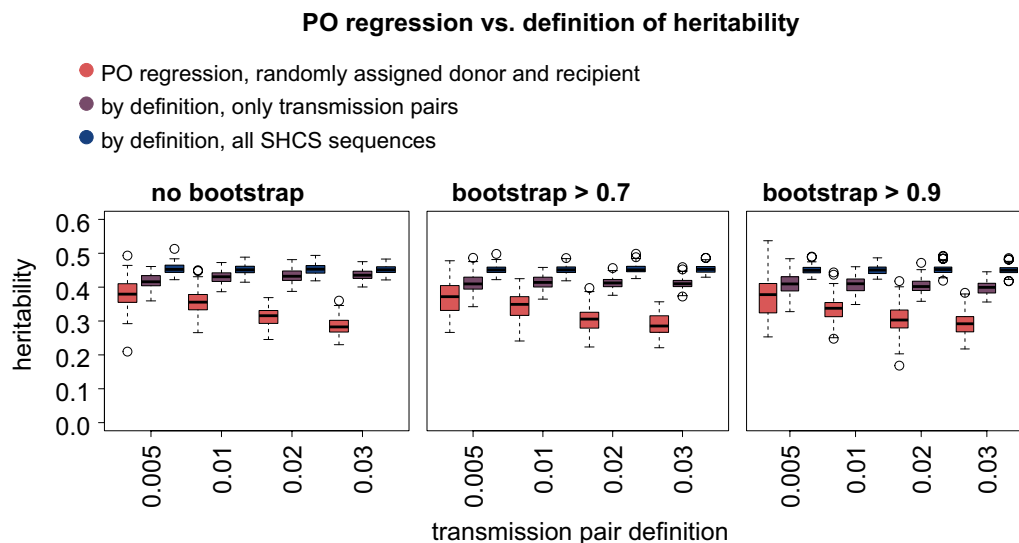 PO regression vs. definition of heritability
PO regression, randomly assigned donor and recipient
by definition, only transmission pairs
by definition, all SHCS sequences
no bootstrap
bootstrap > 0.7
bootstrap > 0.9
heritability
0.6
0.5
0.4
0.3
0.2
0.1
0.0
0.005
0.01
0.02
0.03
0.005
0.01
0.02
0.03
0.005
0.01
0.02
0.03
transmission pair definition